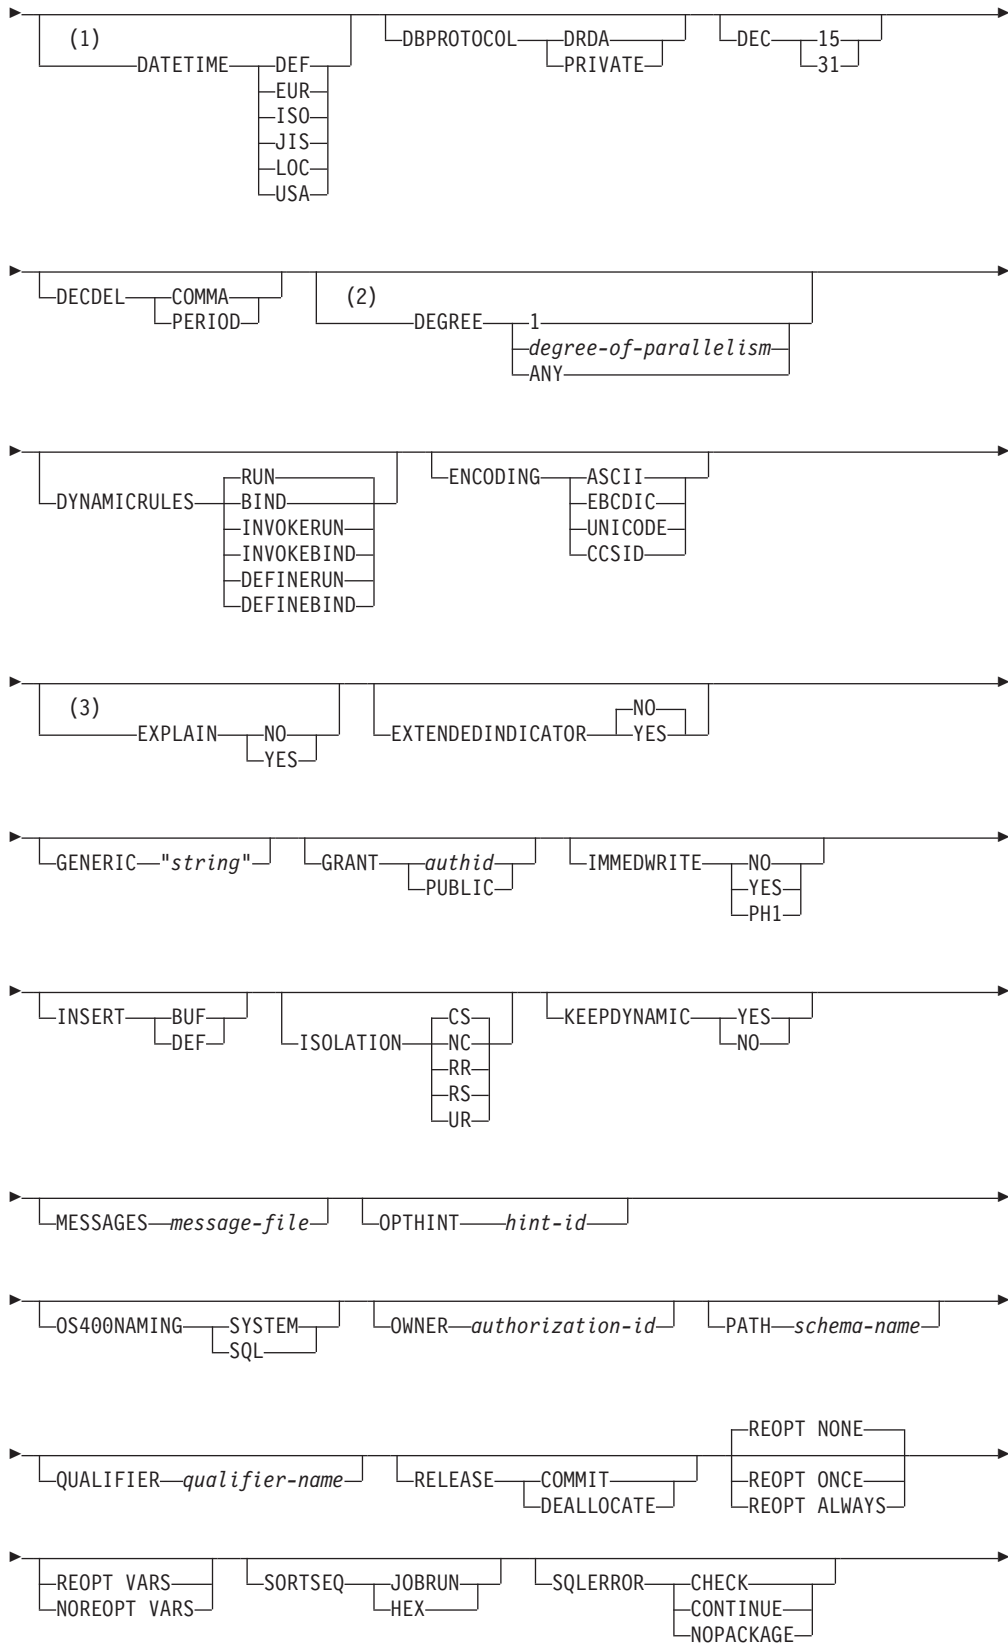 (1)
DATETIME DEF
EUR
ISO
JIS
LOC
USA
DBPROTOCOL DRDA
PRIVATE
DEC 15
31
DECDEL COMMA
PERIOD
(2)
DEGREE 1
degree-of-parallelism
ANY
DYNAMICRULES RUN
BIND
INVOKERUN
INVOKEBIND
DEFINERUN
DEFINEBIND
ENCODING ASCII
EBCDIC
UNICODE
CCSID
(3)
EXPLAIN NO
YES
EXTENDEDINDICATOR NO
YES
GENERIC "string"
GRANT authid
PUBLIC
IMMEDWRITE NO
YES
PH1
INSERT BUF
DEF
ISOLATION CS
NC
RR
RS
UR
KEEPDYNAMIC YES
NO
MESSAGES message-file
OPTHINT hint-id
OS400NAMING SYSTEM
SQL
OWNER authorization-id
PATH schema-name
QUALIFIER qualifier-name
RELEASE COMMIT
DEALLOCATE
REOPT NONE
REOPT ONCE
REOPT ALWAYS
REOPT VARS
NOREOPT VARS
SORTSEQ JOBRUN
HEX
SQLERROR CHECK
CONTINUE
NOPACKAGE